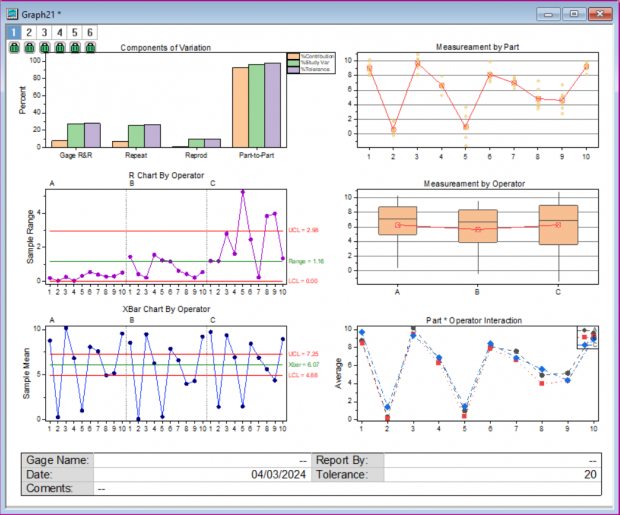 Graph21 *
1 2 3 4 5 6
Components of Variation
%Contribution
%Study Var
%Tolerance
Percent
100
80
60
40
20
0
Gage R&R Repeat Reprod Part-to-Part
Measureament by Part
10
8
6
4
2
0
1 2 3 4 5 6 7 8 9 10
R Chart By Operator
A B C
Sample Range
4
2
0
UCL = 2.98
Range = 1.16
LCL = 0.00
1 2 3 4 5 6 7 8 9 10 1 2 3 4 5 6 7 8 9 10 1 2 3 4 5 6 7 8 9 10
Measureament by Operator
10
8
6
4
2
0
A B C
XBar Chart By Operator
A B C
Sample Mean
10
5
0
UCL = 7.25
Xbar = 6.07
LCL = 4.88
1 2 3 4 5 6 7 8 9 10 1 2 3 4 5 6 7 8 9 10 1 2 3 4 5 6 7 8 9 10
Part * Operator Interaction
Average
10
8
6
4
2
0
1 2 3 4 5 6 7 8 9 10
Gage Name: -- Report By: --
Date: 04/03/2024 Tolerance: 20
Coments: --